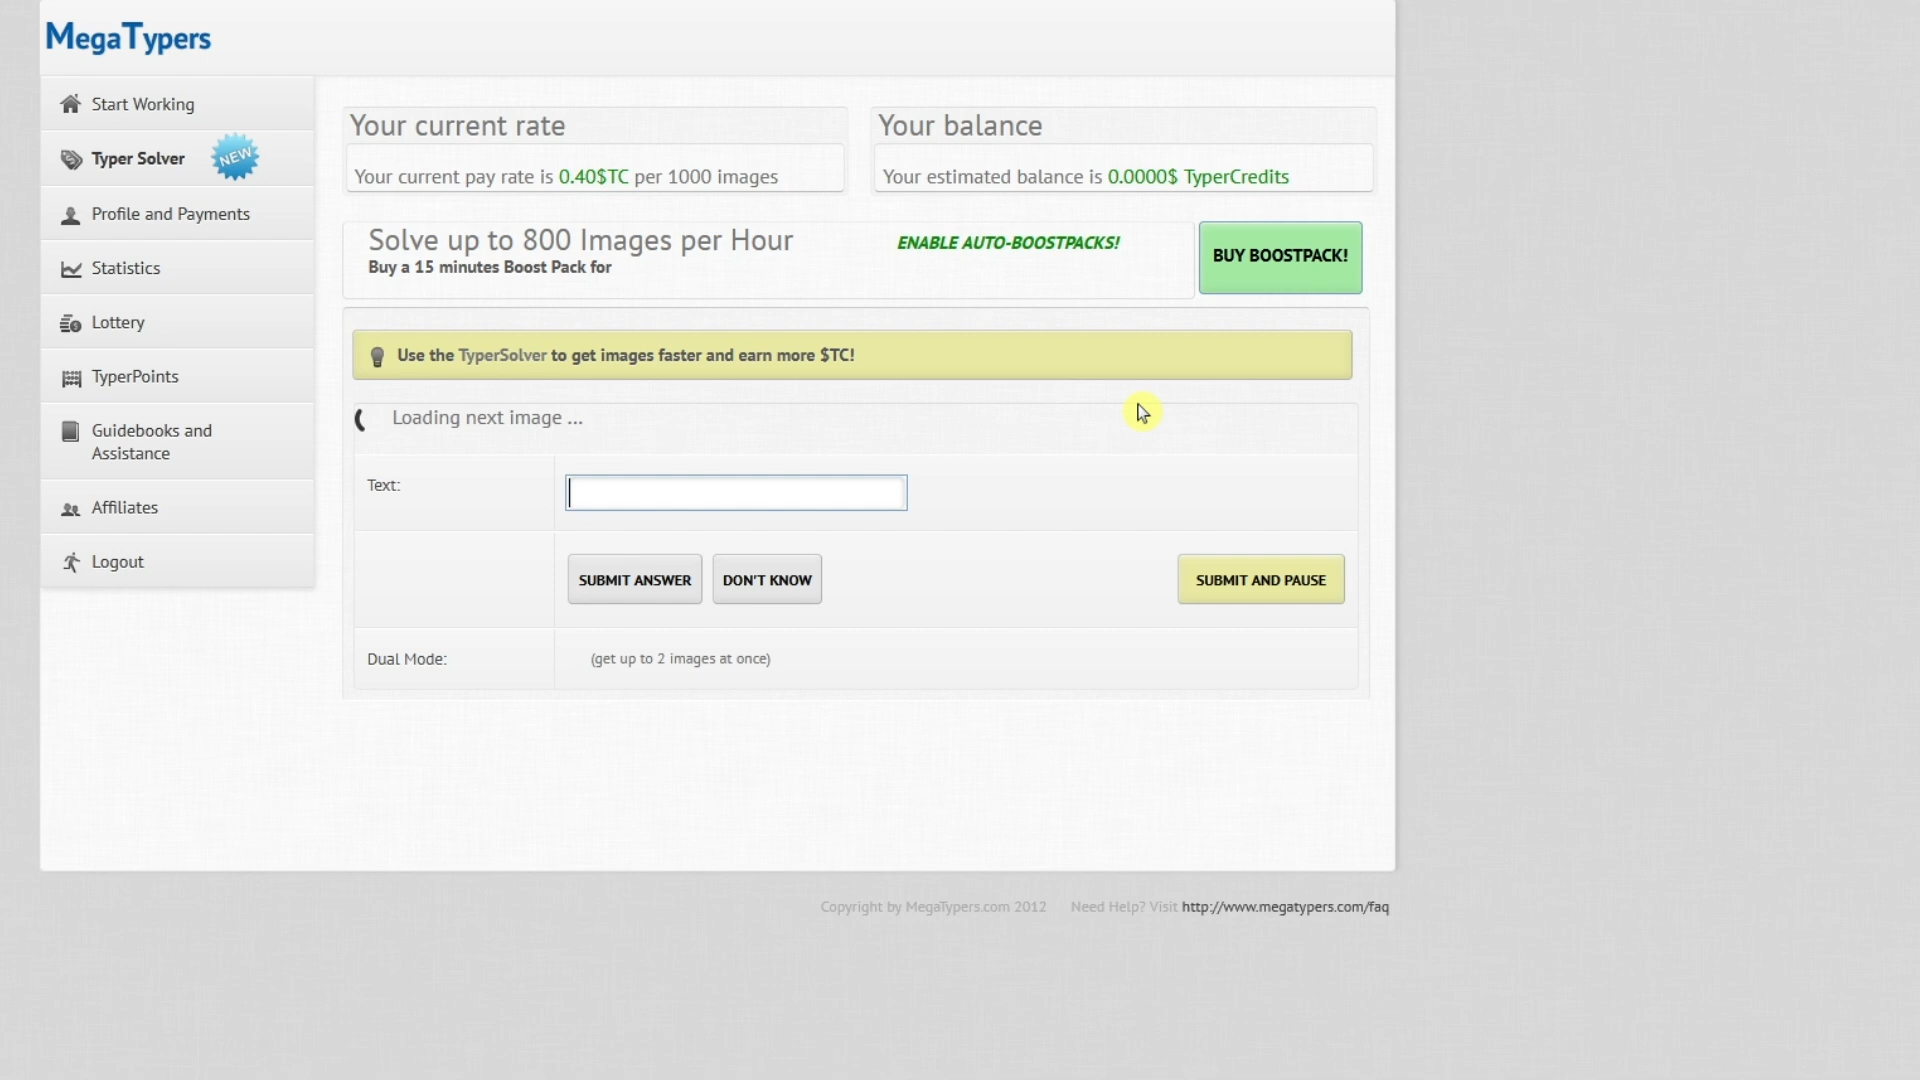 MegaTypers
Start Working
Typer Solver
NEW
Profile and Payments
Statistics
Lottery
TyperPoints
Guidebooks and
Assistance
Affiliates
Logout
Your current rate
Your current pay rate is 0.40$TC per 1000 images
Your balance
Your estimated balance is 0.0000$ TyperCredits
Solve up to 800 Images per Hour
Buy a 15 minutes Boost Pack for
ENABLE AUTO-BOOSTPACKS!
BUY BOOSTPACK!
Use the TyperSolver to get images faster and earn more $TC!
Loading next image ...
Text:
SUBMIT ANSWER
DON'T KNOW
SUBMIT AND PAUSE
Dual Mode:
(get up to 2 images at once)
Copyright by MegaTypers.com 2012
Need Help? Visit http://www.megatypers.com/faq